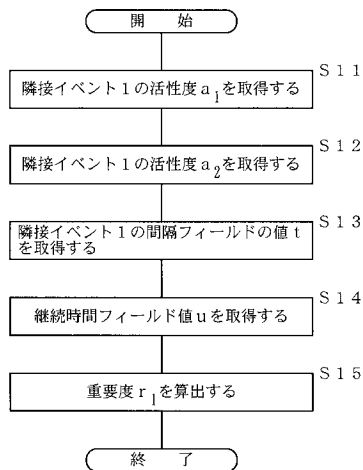 開　始
S11
隣接イベント1の活性度a₁を取得する
S12
隣接イベント1の活性度a₂を取得する
S13
隣接イベント1の間隔フィールドの値t
を取得する
S14
継続時間フィールド値uを取得する
S15
重要度r₁を算出する
終　了